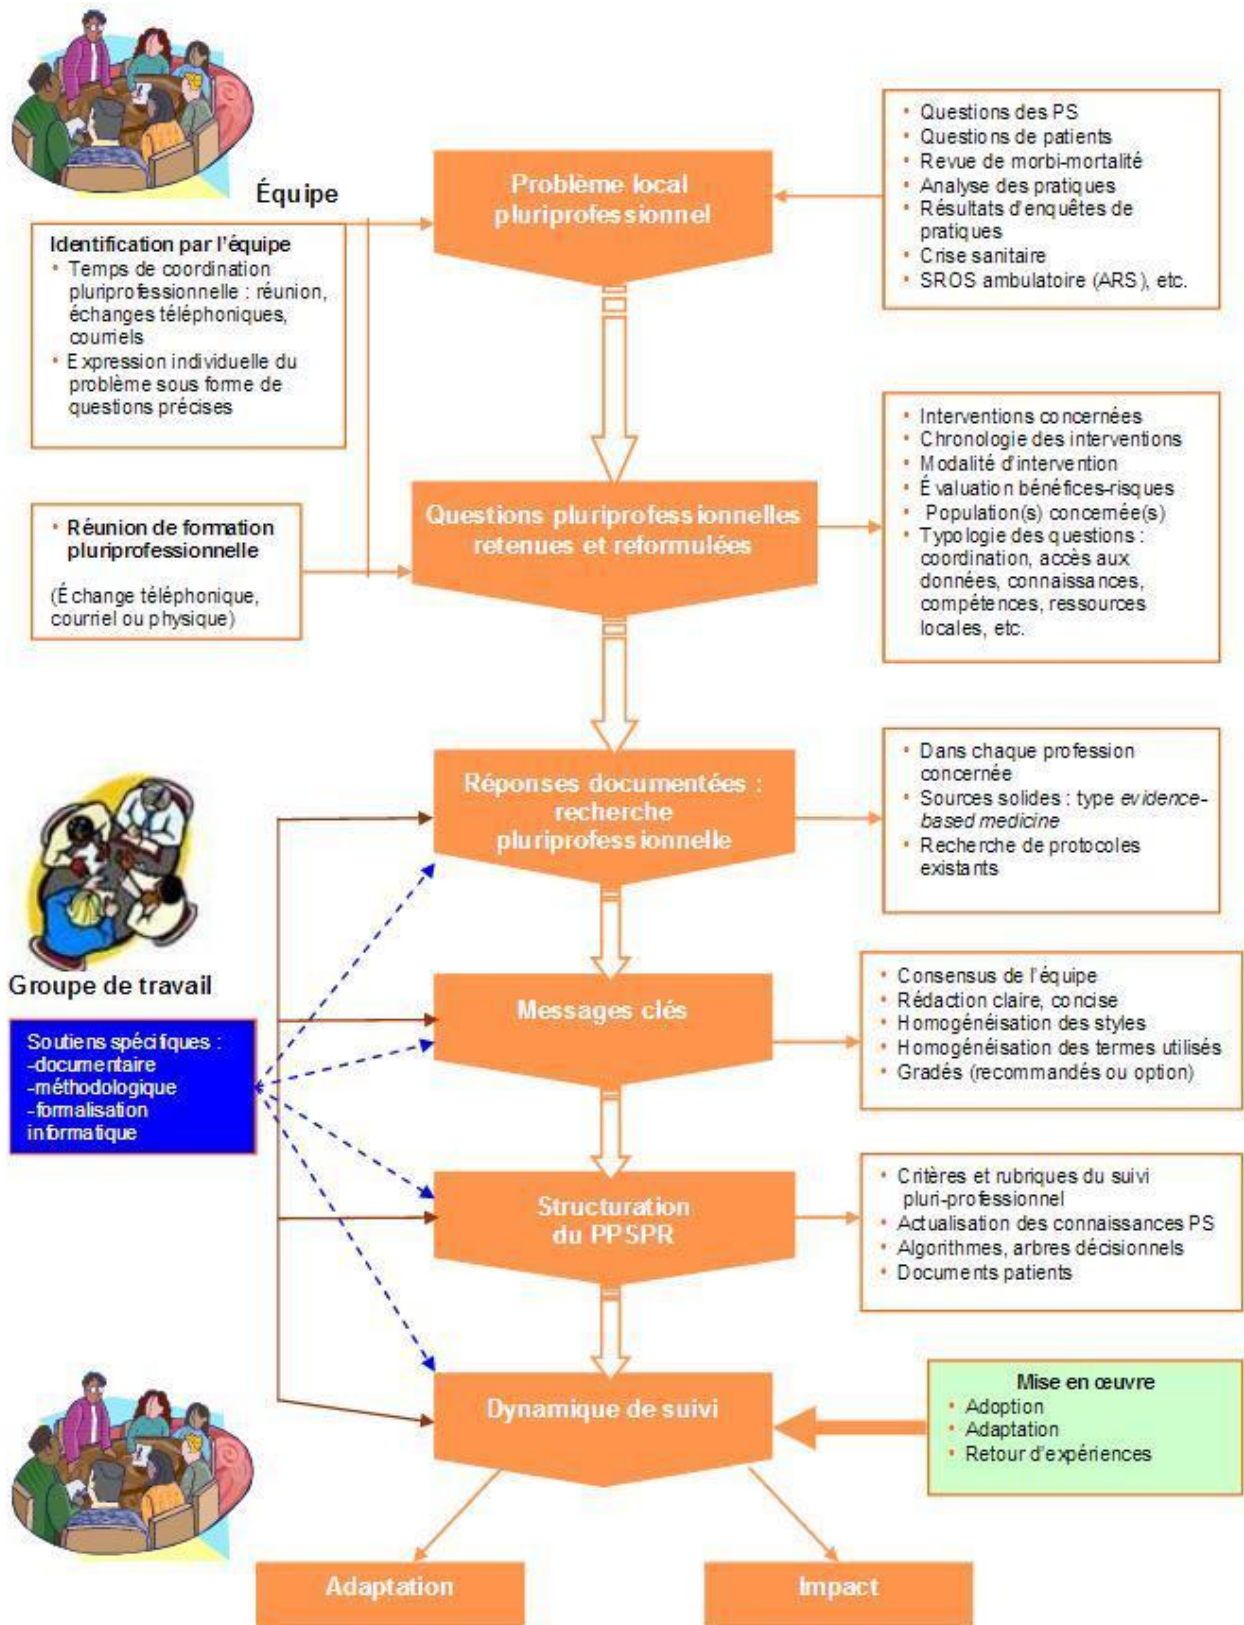 Équipe
Problème local
pluriprofessionnel
• Questions des PS
• Questions de patients
• Revue de morbi-mortalité
• Analyse des pratiques
• Résultats d'enquêtes de
pratiques
• Crise sanitaire
• SROS ambulatoire (ARS), etc.
Identification par l'équipe
• Temps de coordination
pluriprofessionnelle : réunion,
échanges téléphoniques,
courriels
• Expression individuelle du
problème sous forme de
questions précises
• Réunion de formation
pluriprofessionnelle
(Échange téléphonique,
courriel ou physique)
Questions pluriprofessionnelles
retenues et reformulées
• Interventions concernées
• Chronologie des interventions
• Modalité d'intervention
• Évaluation bénéfices-risques
• Population(s) concernée(s)
• Typologie des questions :
coordination, accès aux
données, connaissances,
compétences, ressources
locales, etc.
Réponses documentées :
recherche
pluriprofessionnelle
• Dans chaque profession
concernée
• Sources solides : type evidence-
based medicine
• Recherche de protocoles
existants
Groupe de travail
Soutiens spécifiques :
-documentaire
-méthodologique
-formalisation
informatique
Messages clés
• Consensus de l'équipe
• Rédaction claire, concise
• Homogénéisation des styles
• Homogénéisation des termes utilisés
• Gradés (recommandés ou option)
Structuration
du PPSPR
• Critères et rubriques du suivi
pluri-professionnel
• Actualisation des connaissances PS
• Algorithmes, arbres décisionnels
• Documents patients
Dynamique de suivi
Mise en œuvre
• Adoption
• Adaptation
• Retour d'expériences
Adaptation
Impact